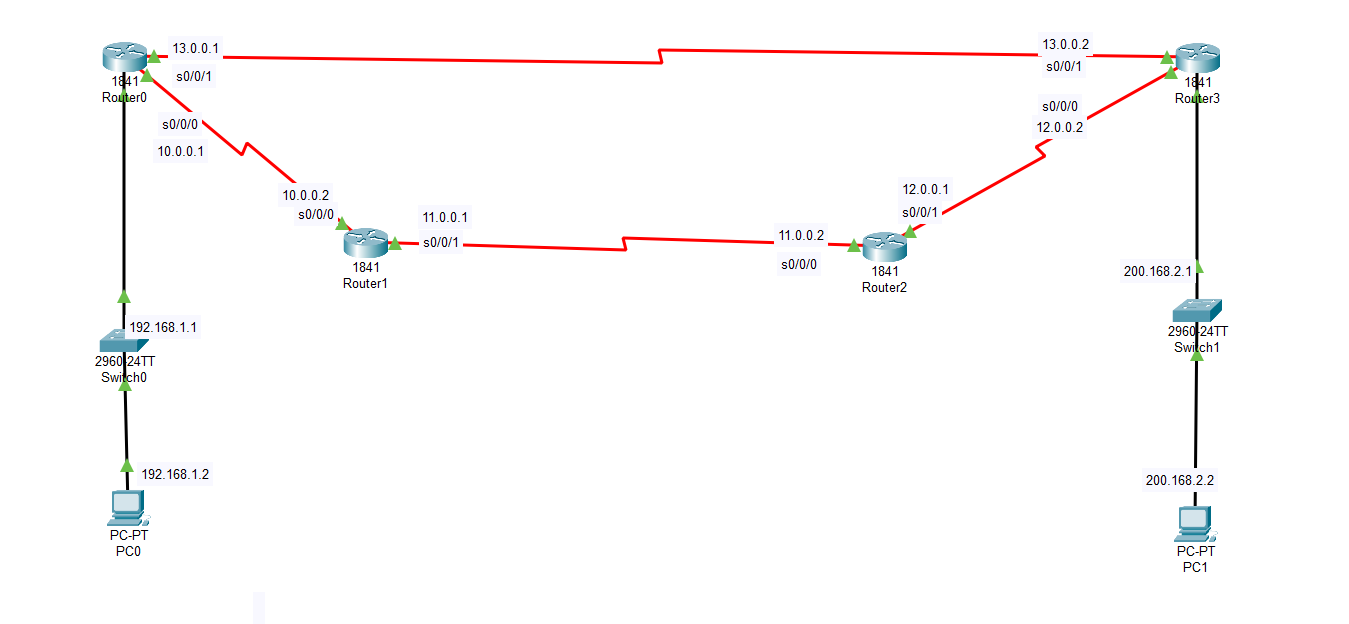 13.0.0.1
s0/0/1
1841
Router0
s0/0/0
10.0.0.1
13.0.0.2
s0/0/1
1841
Router3
s0/0/0
12.0.0.2
10.0.0.2
s0/0/0
11.0.0.1
s0/0/1
1841
Router1
12.0.0.1
s0/0/1
11.0.0.2
s0/0/0
1841
Router2
192.168.1.1
2960-24TT
Switch0
192.168.1.2
PC-PT
PC0
200.168.2.1
2960-24TT
Switch1
200.168.2.2
PC-PT
PC1